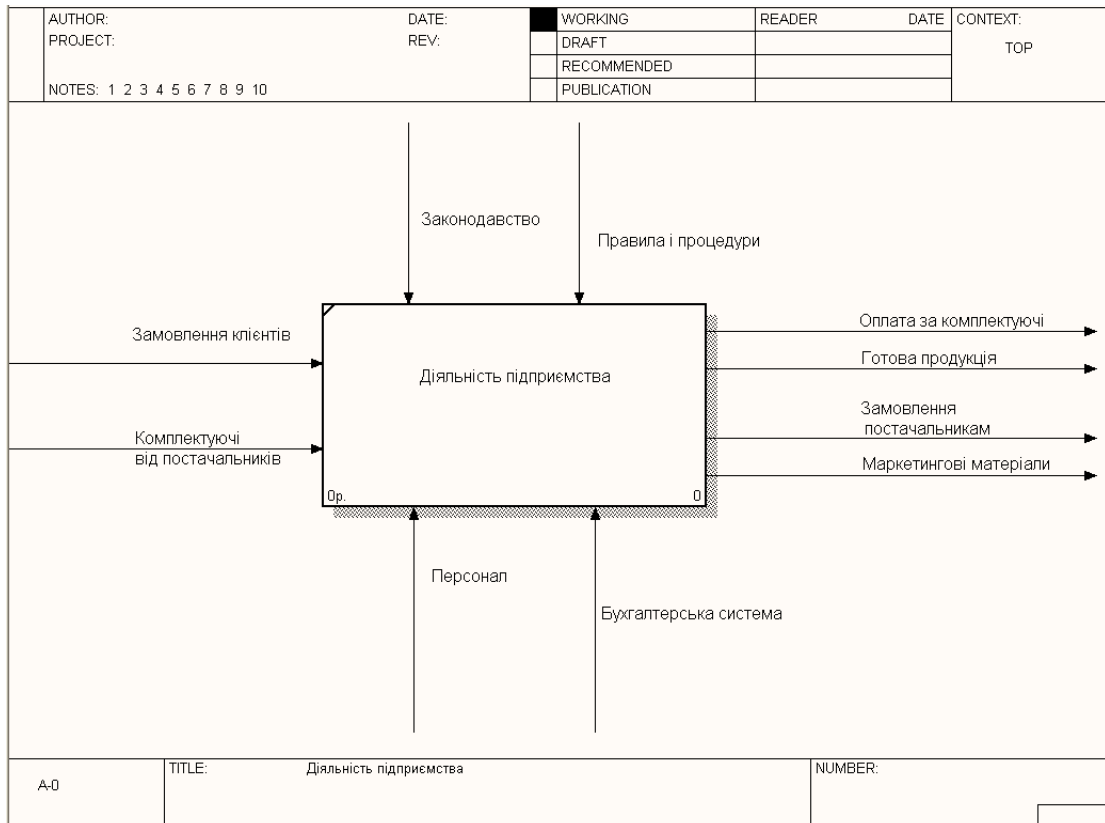 AUTHOR: DATE: WORKING READER DATE CONTEXT:
PROJECT: REV: DRAFT TOP
RECOMMENDED
NOTES: 1 2 3 4 5 6 7 8 9 10 PUBLICATION
Законодавство
Правила і процедури
Замовлення клієнтів
Комплектуючі
від постачальників
Діяльність підприємства
0р. 0
Оплата за комплектуючі
Готова продукція
Замовлення
постачальникам
Маркетингові матеріали
Персонал
Бухгалтерська система
A-0 TITLE: Діяльність підприємства NUMBER: